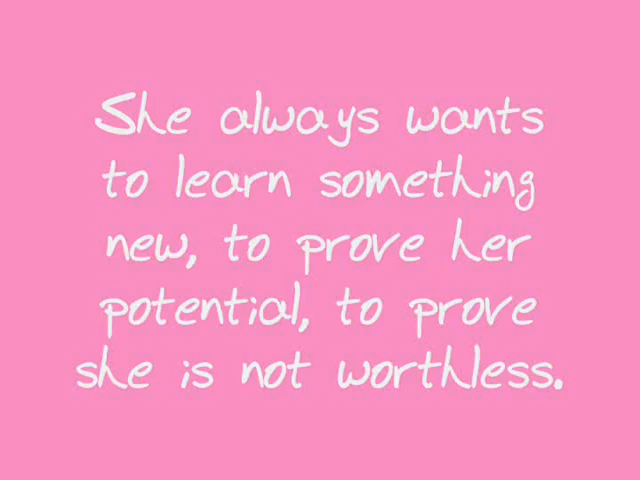 She always wants
to learn something
new, to prove her
potential, to prove
she is not worthless.